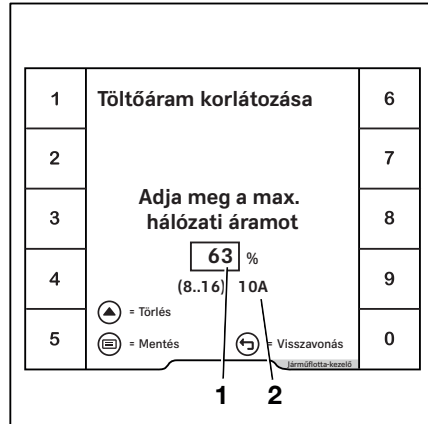 1
Töltőáram korlátozása
6
2
7
3
Adja meg a max.
hálózati áramot
8
63 %
4
(8..16) 10A
9
= Törlés
5
= Mentés
= Visszavonás
0
Járműflotta-kezelő
1
2